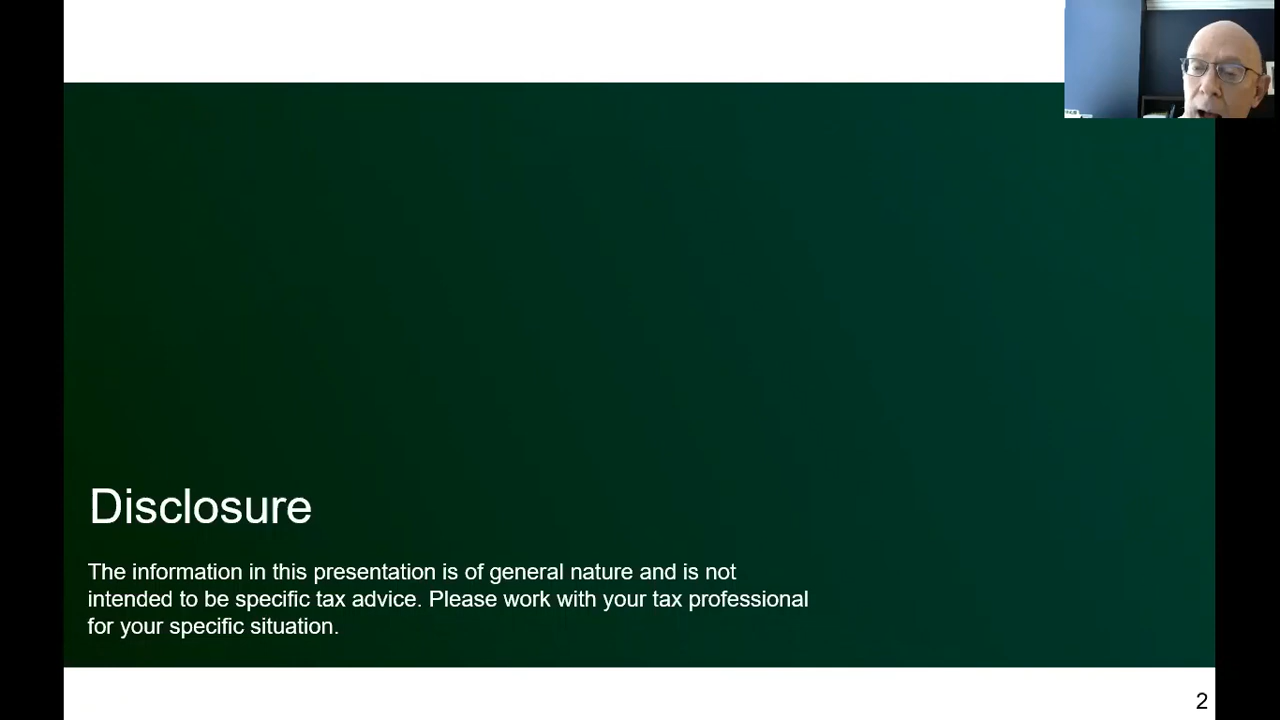 Disclosure
The information in this presentation is of general nature and is not
intended to be specific tax advice. Please work with your tax professional
for your specific situation.
2